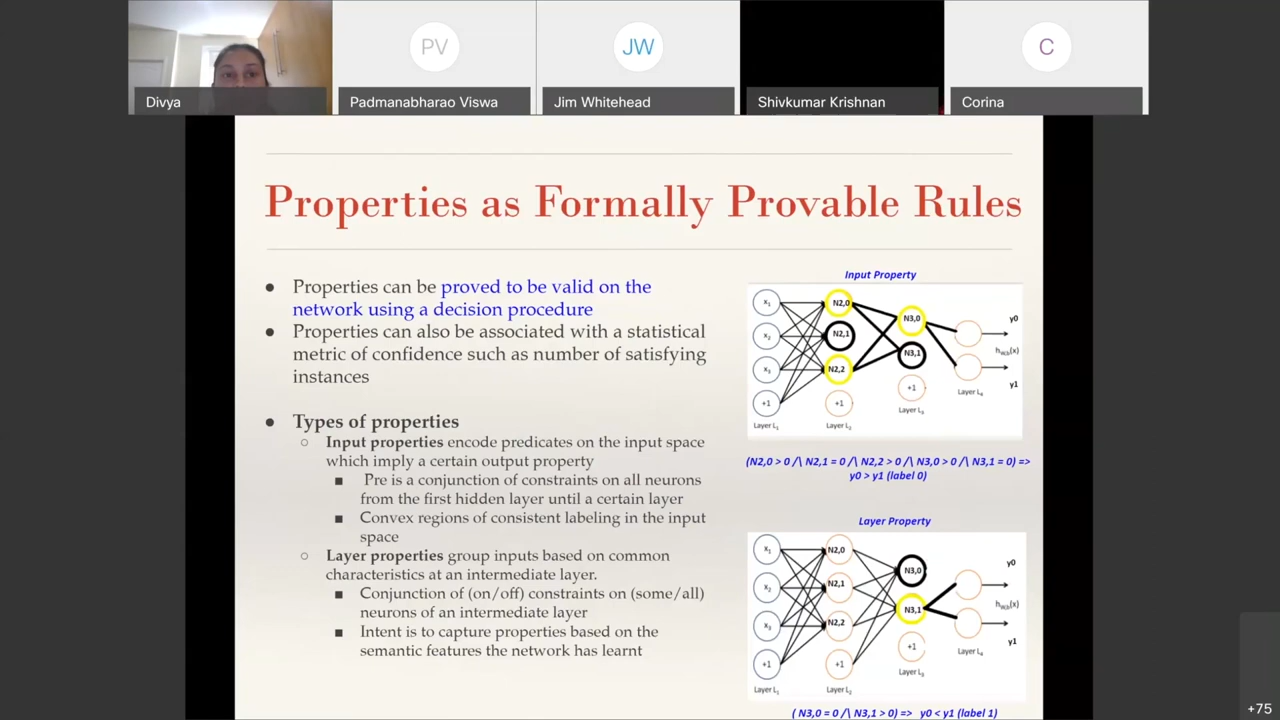 PV
JW
C
Divya
Padmanabharao Viswa
Jim Whitehead
Shivkumar Krishnan
Corina
Properties as Formally Provable Rules
● Properties can be proved to be valid on the
network using a decision procedure
● Properties can also be associated with a statistical
metric of confidence such as number of satisfying
instances
● Types of properties
○ Input properties encode predicates on the input space
which imply a certain output property
■ Pre is a conjunction of constraints on all neurons
from the first hidden layer until a certain layer
■ Convex regions of consistent labeling in the input
space
○ Layer properties group inputs based on common
characteristics at an intermediate layer.
■ Conjunction of (on/off) constraints on (some/all)
neurons of an intermediate layer
■ Intent is to capture properties based on the
semantic features the network has learnt
Input Property
x1
x2
x3
+1
Layer L1
N2,0
N2,1
N2,2
+1
Layer L2
N3,0
N3,1
+1
Layer L3
Layer L4
y0
hW,b(x)
y1
(N2,0 > 0 /\ N2,1 = 0 /\ N2,2 > 0 /\ N3,0 > 0 /\ N3,1 = 0) =>
y0 > y1 (label 0)
Layer Property
x1
x2
x3
+1
Layer L1
N2,0
N2,1
N2,2
+1
Layer L2
N3,0
N3,1
+1
Layer L3
Layer L4
y0
hW,b(x)
y1
( N3,0 = 0 /\ N3,1 > 0) => y0 < y1 (label 1)
+75